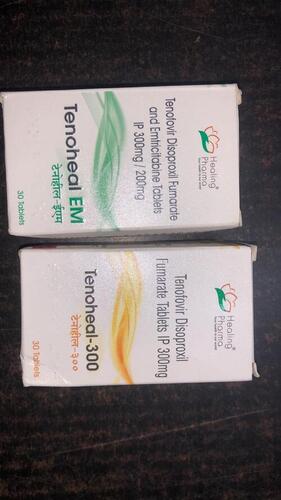 Healing
Pharma
Tenofovir Disoproxil Fumarate
and Emtricitabine Tablets
IP 300mg / 200mg
Tenoheal EM
टेनोहील-ईएम
30 Tablets
Healing
Pharma
Tenofovir Disoproxil
Fumarate Tablets IP 300mg
Tenoheal-300
टेनोहील-३००
30 Tablets